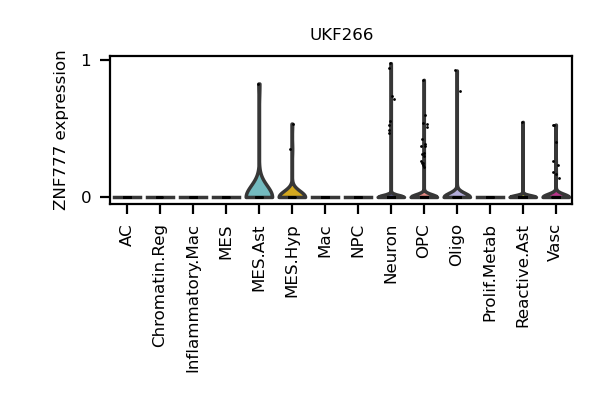 UKF266
ZNF777 expression
1
0
AC
Chromatin.Reg
Inflammatory.Mac
MES
MES.Ast
MES.Hyp
Mac
NPC
Neuron
OPC
Oligo
Prolif.Metab
Reactive.Ast
Vasc